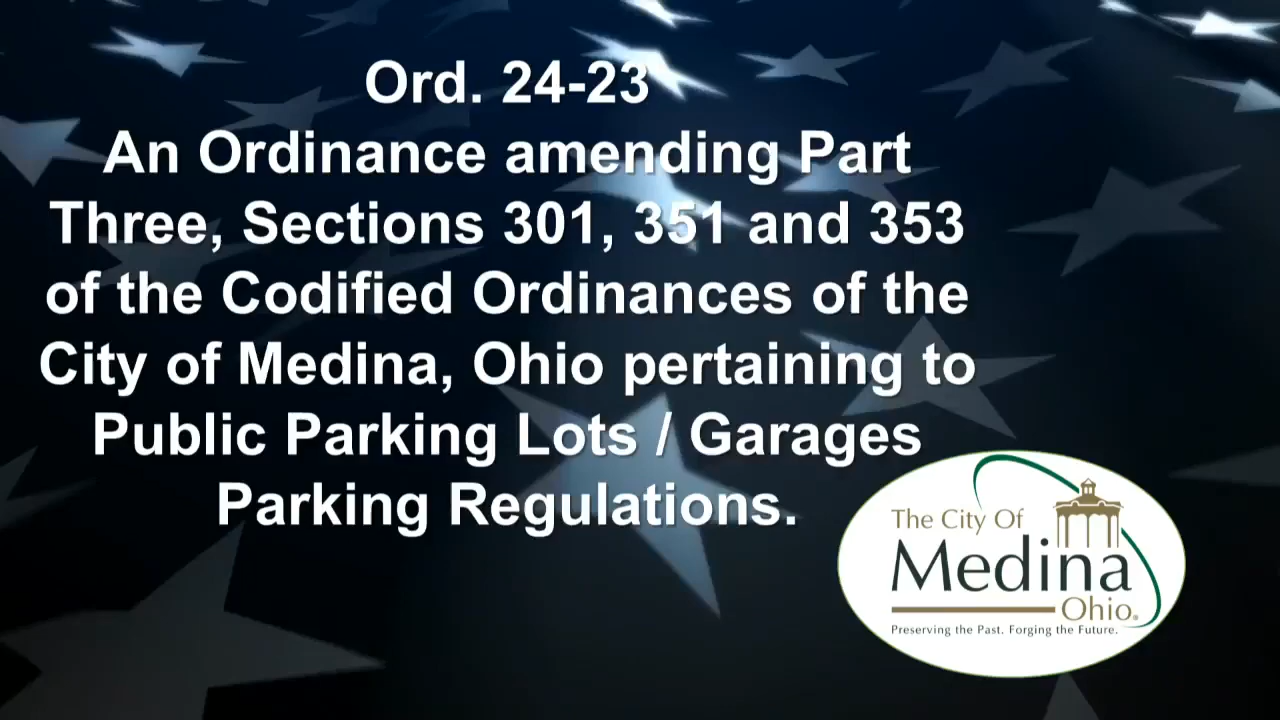 Ord. 24-23
An Ordinance amending Part
Three, Sections 301, 351 and 353
of the Codified Ordinances of the
City of Medina, Ohio pertaining to
Public Parking Lots / Garages
Parking Regulations.
The City Of
Medina
Ohio®
Preserving the Past. Forging the Future.